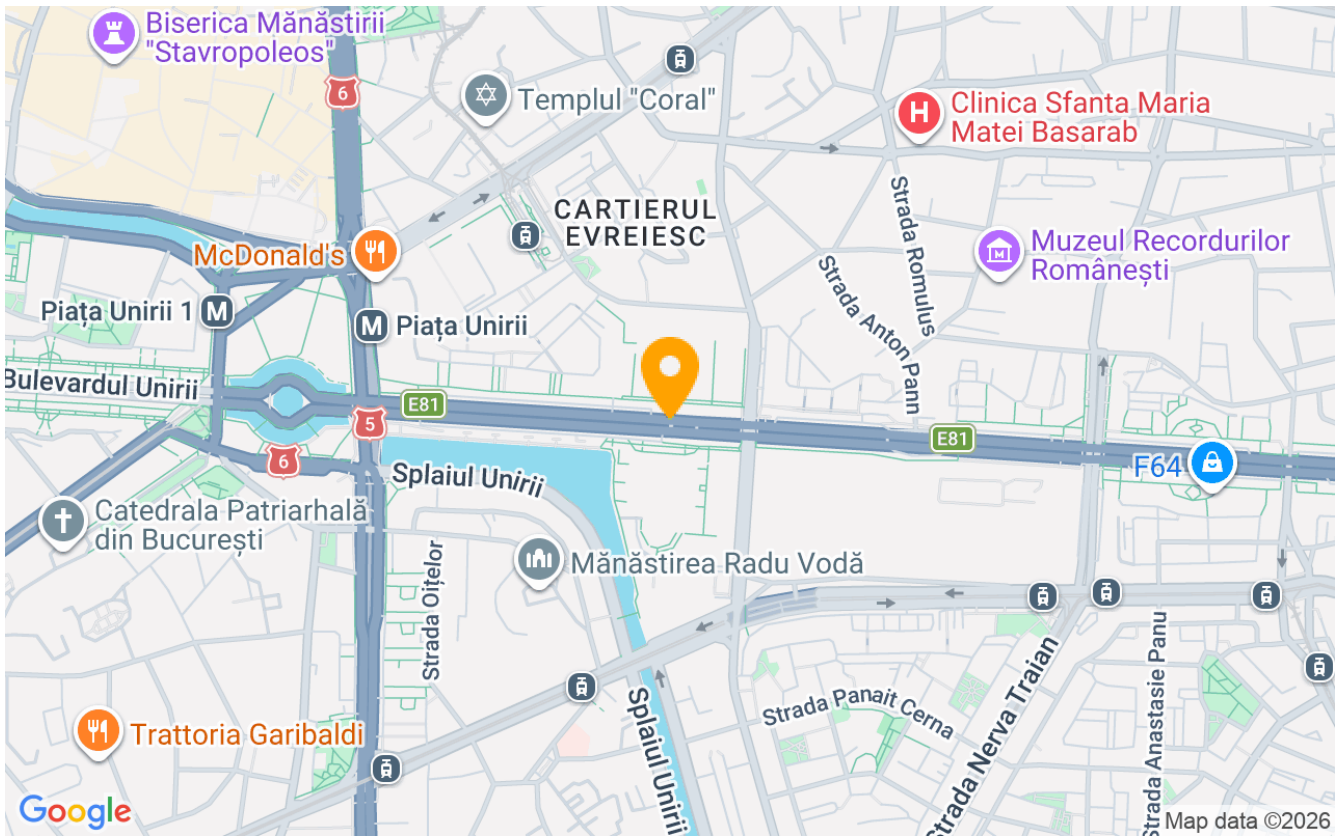 Biserica Mănăstirii
"Stavropoleos"
6
Templul "Coral"
H
Clinica Sfanta Maria
Matei Basarab
CARTIERUL
EVREIESC
Strada Romulus
McDonald's
Muzeul Recordurilor
Românești
Strada Anton Pann
Piața Unirii 1
M
M
Piața Unirii
Bulevardul Unirii
E81
5
E81
6
F64
Splaiul Unirii
Catedrala Patriarhală
din București
Strada Oițelor
Mănăstirea Radu Vodă
Splaiul Unirii
Strada Panait Cerna
Strada Nerva Traian
Strada Anastasie Panu
Trattoria Garibaldi
Google
Map data ©2026